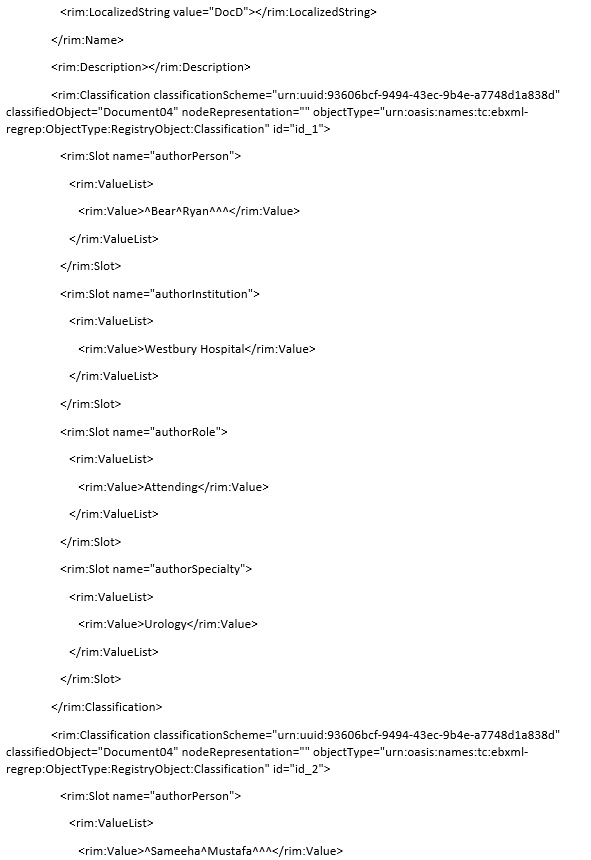 <rim:LocalizedString value="DocD"></rim:LocalizedString>
</rim:Name>
<rim:Description></rim:Description>
<rim:Classification classificationScheme="urn:uuid:93606bcf-9494-43ec-9b4e-a7748d1a838d"
classifiedObject="Document04" nodeRepresentation="" objectType="urn:oasis:names:tc:ebxml-
regrep:ObjectType:RegistryObject:Classification" id="id_1">
<rim:Slot name="authorPerson">
<rim:ValueList>
<rim:Value>^Bear^Ryan^^^</rim:Value>
</rim:ValueList>
</rim:Slot>
<rim:Slot name="authorInstitution">
<rim:ValueList>
<rim:Value>Westbury Hospital</rim:Value>
</rim:ValueList>
</rim:Slot>
<rim:Slot name="authorRole">
<rim:ValueList>
<rim:Value>Attending</rim:Value>
</rim:ValueList>
</rim:Slot>
<rim:Slot name="authorSpecialty">
<rim:ValueList>
<rim:Value>Urology</rim:Value>
</rim:ValueList>
</rim:Slot>
</rim:Classification>
<rim:Classification classificationScheme="urn:uuid:93606bcf-9494-43ec-9b4e-a7748d1a838d"
classifiedObject="Document04" nodeRepresentation="" objectType="urn:oasis:names:tc:ebxml-
regrep:ObjectType:RegistryObject:Classification" id="id_2">
<rim:Slot name="authorPerson">
<rim:ValueList>
<rim:Value>^Sameeha^Mustafa^^^</rim:Value>